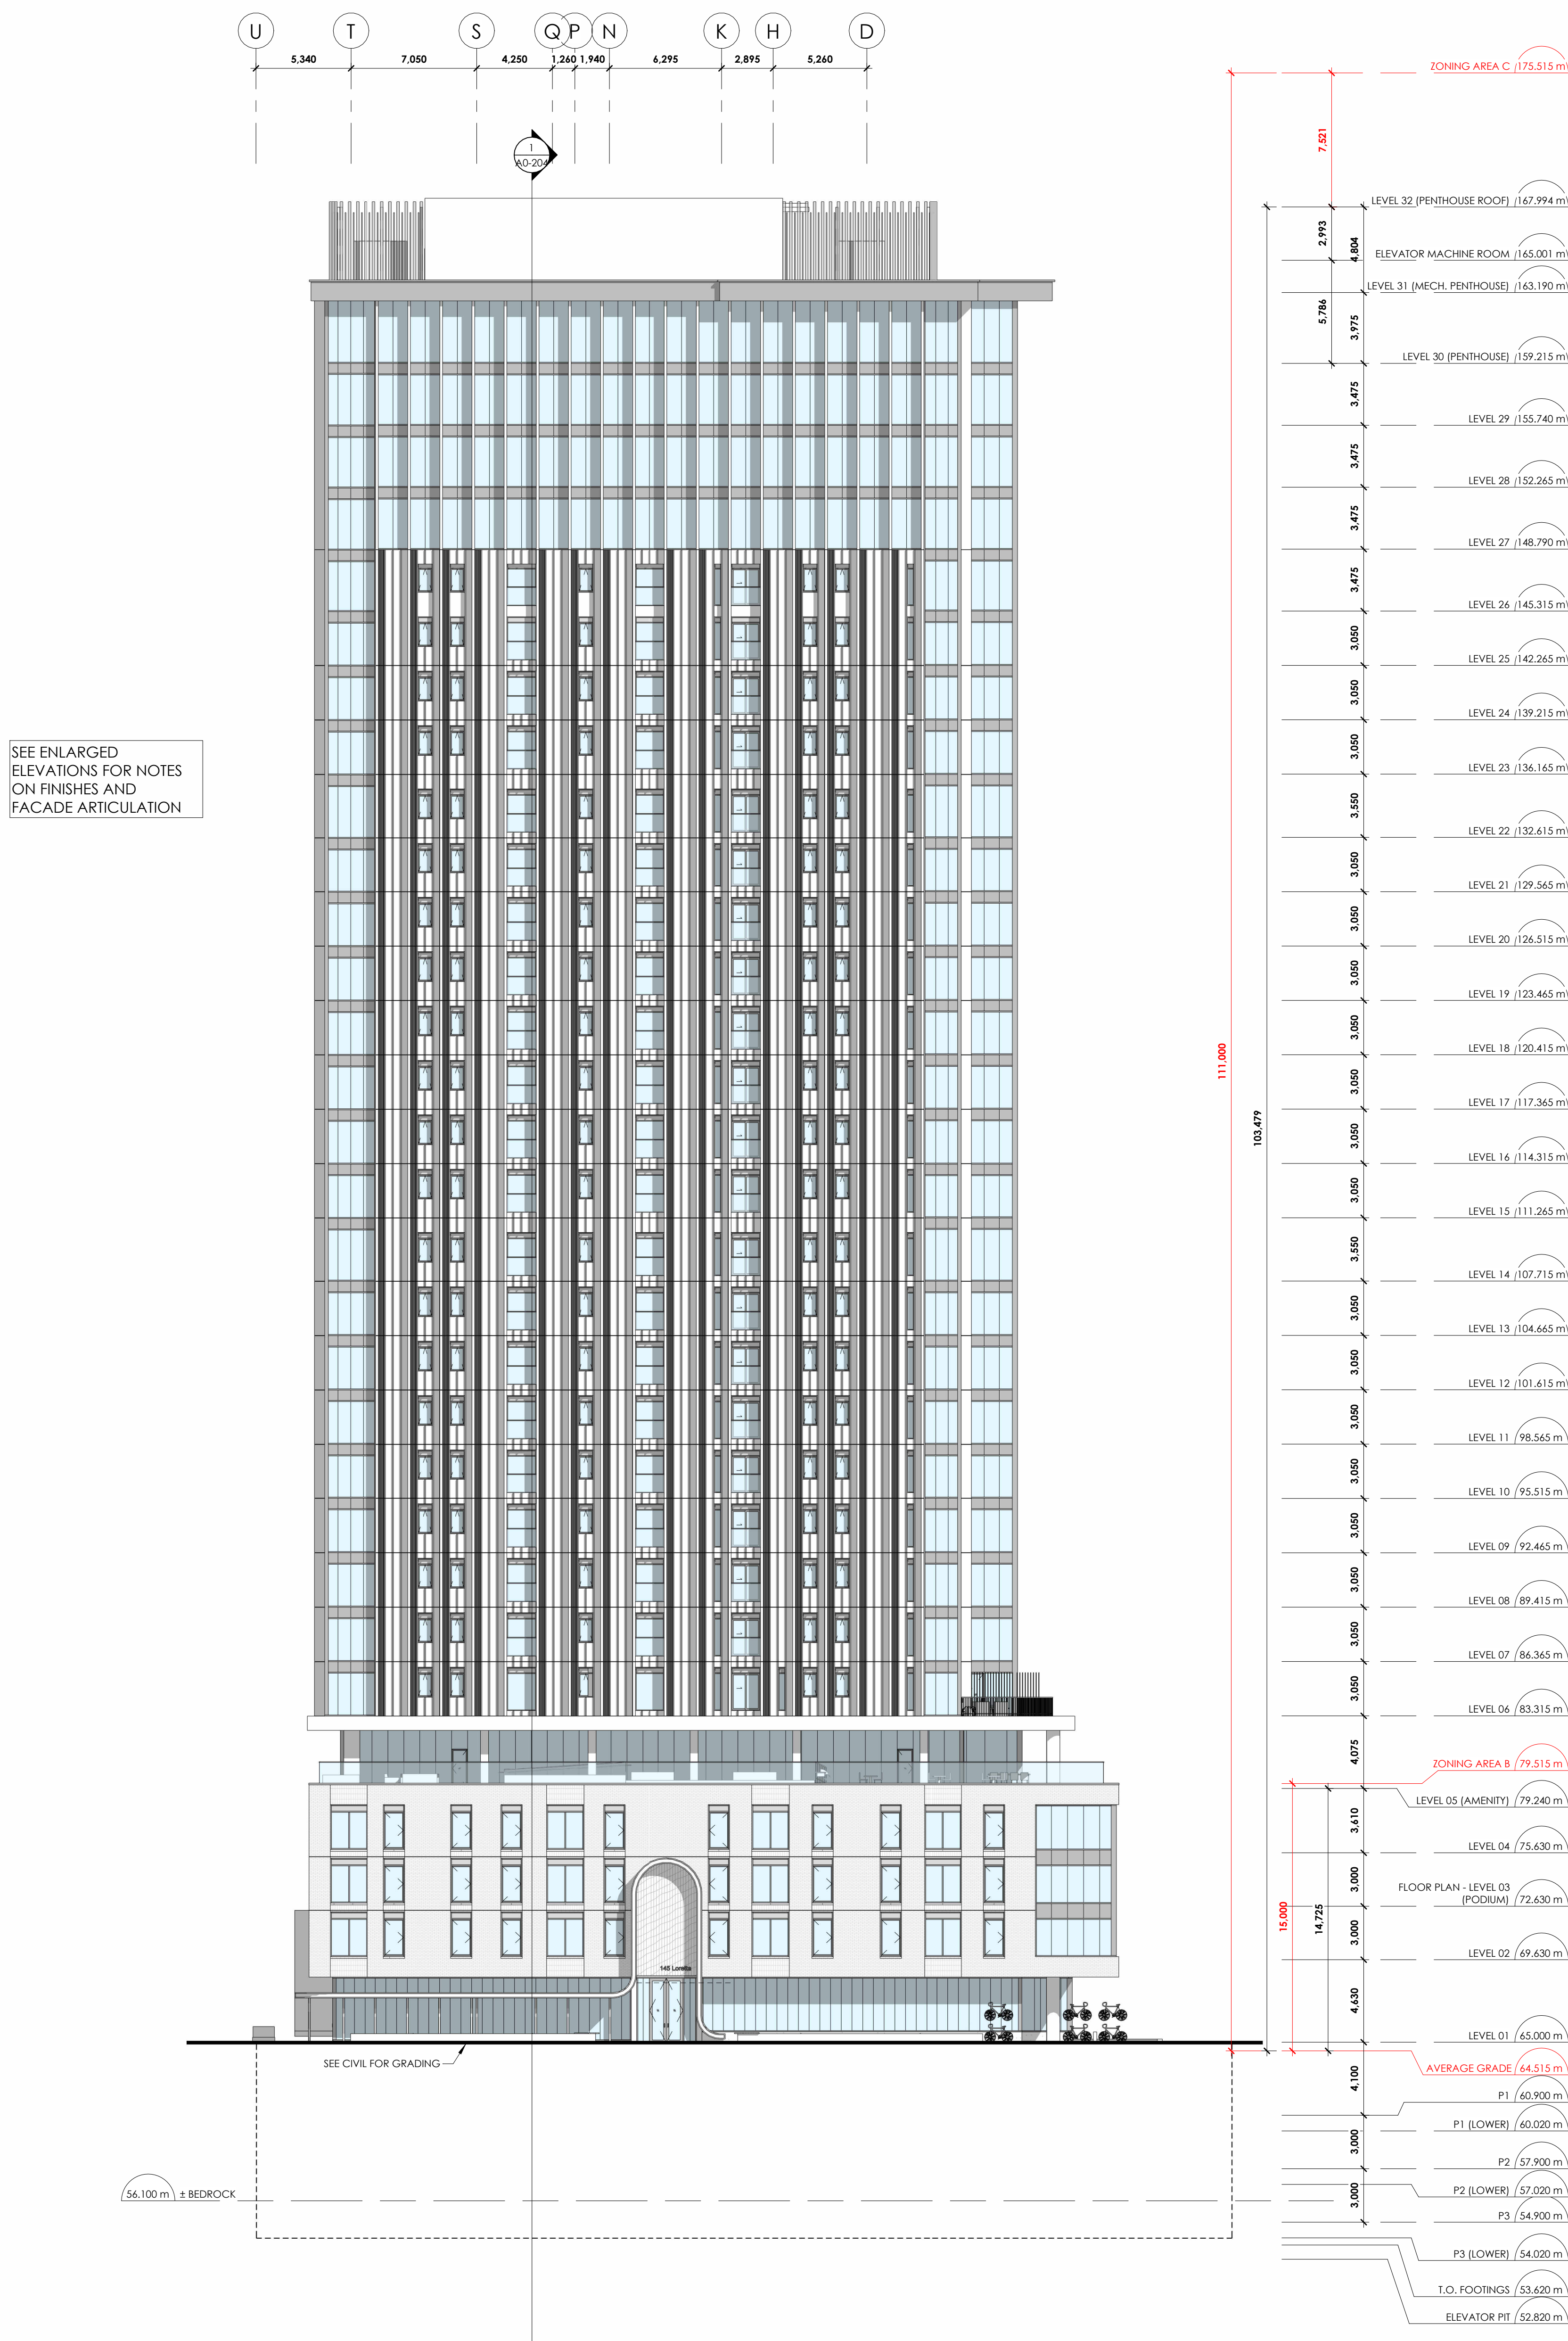 U T S Q P N K H D
5,340 7,050 4,250 1,260 1,940 6,295 2,895 5,260
1
A0-204
SEE ENLARGED
ELEVATIONS FOR NOTES
ON FINISHES AND
FACADE ARTICULATION
ZONING AREA C 175.515 m
7,521
LEVEL 32 (PENTHOUSE ROOF) 167.994 m
2,993
4,804
ELEVATOR MACHINE ROOM 165.001 m
LEVEL 31 (MECH. PENTHOUSE) 163.190 m
5,786
3,975
LEVEL 30 (PENTHOUSE) 159.215 m
3,475
LEVEL 29 155.740 m
3,475
LEVEL 28 152.265 m
3,475
LEVEL 27 148.790 m
3,475
LEVEL 26 145.315 m
3,050
LEVEL 25 142.265 m
3,050
LEVEL 24 139.215 m
3,050
LEVEL 23 136.165 m
3,550
LEVEL 22 132.615 m
3,050
LEVEL 21 129.565 m
3,050
LEVEL 20 126.515 m
3,050
LEVEL 19 123.465 m
3,050
LEVEL 18 120.415 m
111,000
3,050
LEVEL 17 117.365 m
103,479
3,050
LEVEL 16 114.315 m
3,050
LEVEL 15 111.265 m
3,550
LEVEL 14 107.715 m
3,050
LEVEL 13 104.665 m
3,050
LEVEL 12 101.615 m
3,050
LEVEL 11 98.565 m
3,050
LEVEL 10 95.515 m
3,050
LEVEL 09 92.465 m
3,050
LEVEL 08 89.415 m
3,050
LEVEL 07 86.365 m
3,050
LEVEL 06 83.315 m
4,075
ZONING AREA B 79.515 m
LEVEL 05 (AMENITY) 79.240 m
3,610
LEVEL 04 75.630 m
3,000
FLOOR PLAN - LEVEL 03
(PODIUM) 72.630 m
15,000
14,725
3,000
LEVEL 02 69.630 m
145 Loretta
4,630
LEVEL 01 65.000 m
SEE CIVIL FOR GRADING
AVERAGE GRADE 64.515 m
4,100
P1 60.900 m
P1 (LOWER) 60.020 m
3,000
P2 57.900 m
56.100 m ± BEDROCK
P2 (LOWER) 57.020 m
3,000
P3 54.900 m
P3 (LOWER) 54.020 m
T.O. FOOTINGS 53.620 m
ELEVATOR PIT 52.820 m